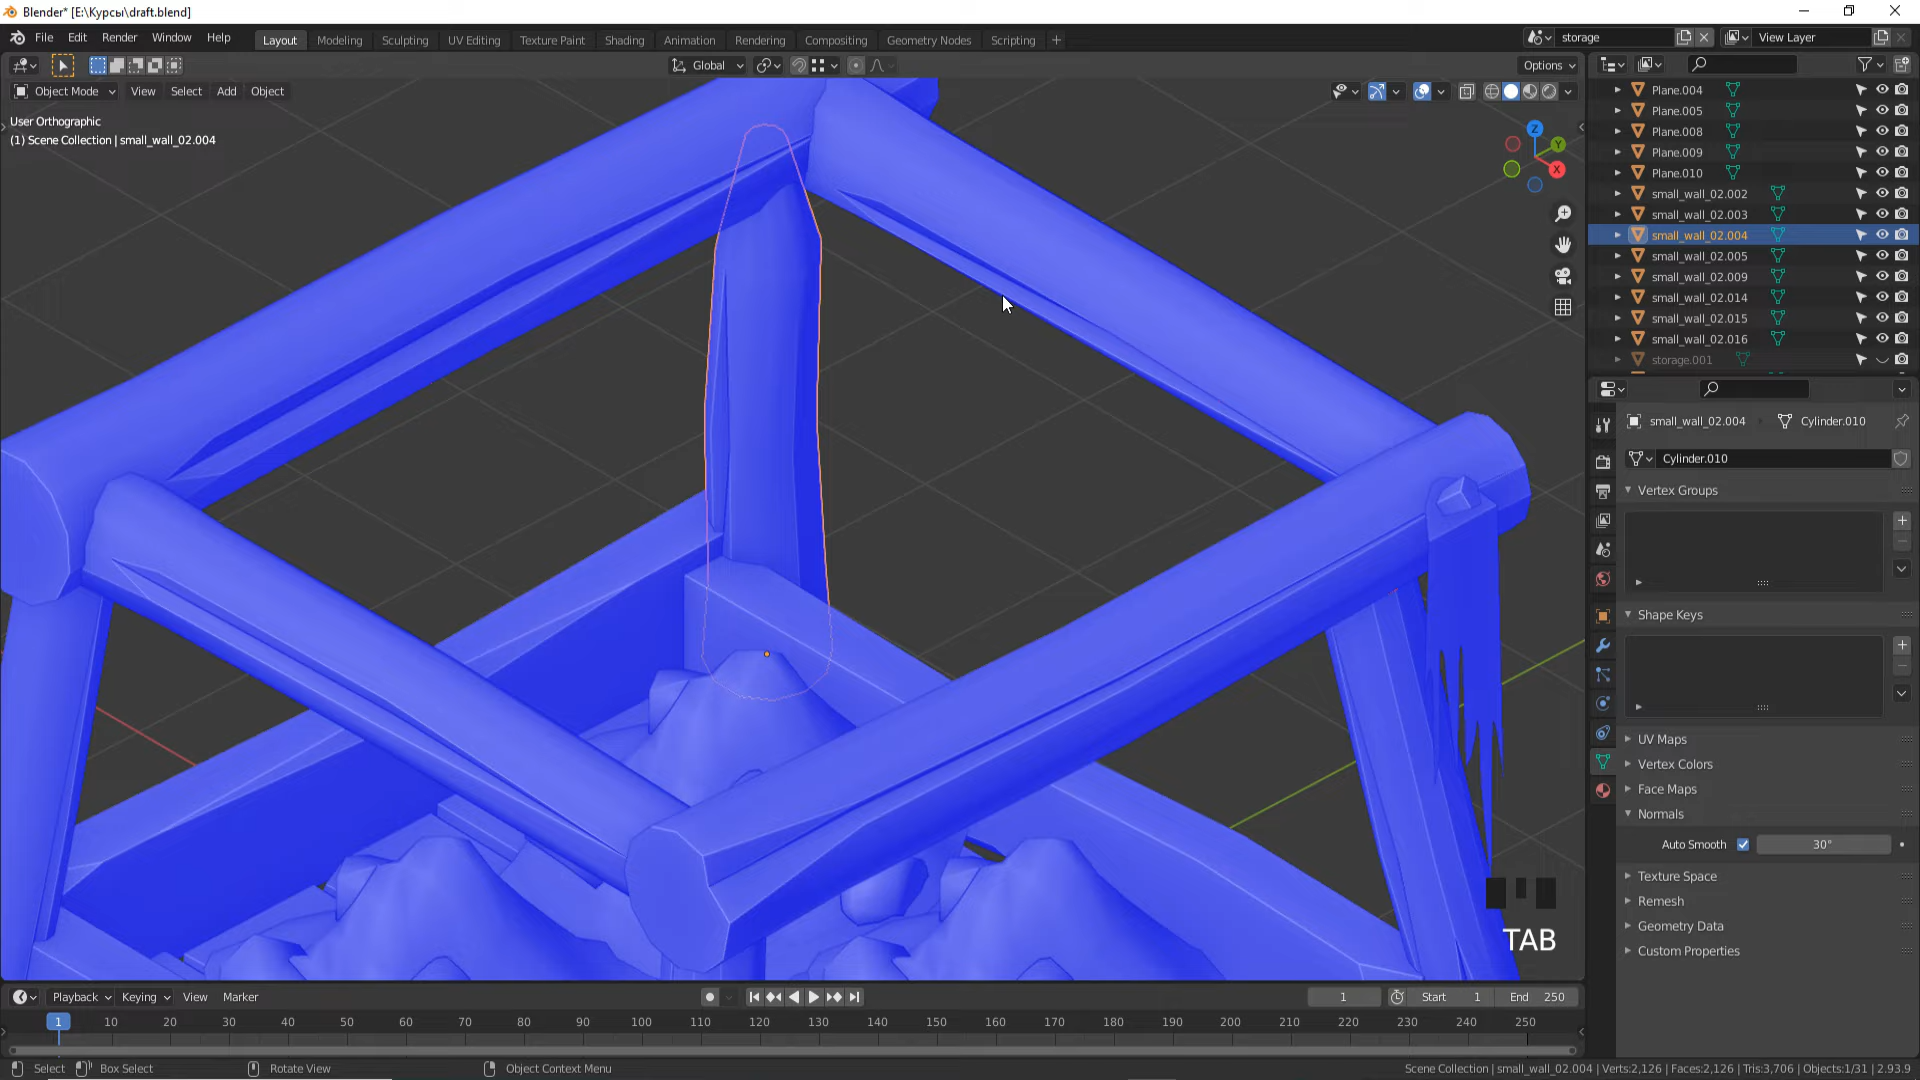 Blender* [E:\Курсы\draft.blend]
File Edit Render Window Help
Layout Modeling Sculpting UV Editing Texture Paint Shading Animation Rendering Compositing Geometry Nodes Scripting
storage
View Layer
Global
Options
Object Mode View Select Add Object
User Orthographic
(1) Scene Collection | small_wall_02.004
Z
Y
X
Plane.004
Plane.005
Plane.008
Plane.009
Plane.010
small_wall_02.002
small_wall_02.003
small_wall_02.004
small_wall_02.005
small_wall_02.009
small_wall_02.014
small_wall_02.015
small_wall_02.016
storage.001
small_wall_02.004 Cylinder.010
Cylinder.010
Vertex Groups
Shape Keys
UV Maps
Vertex Colors
Face Maps
Normals
Auto Smooth 30°
Texture Space
Remesh
Geometry Data
Custom Properties
TAB
Playback Keying View Marker
1 Start 1 End 250
1 10 20 30 40 50 60 70 80 90 100 110 120 130 140 150 160 170 180 190 200 210 220 230 240 250
Select Box Select Rotate View Object Context Menu
Scene Collection | small_wall_02.004 | Verts:2,126 | Faces:2,126 | Tris:3,706 | Objects:1/31 | 2.93.9